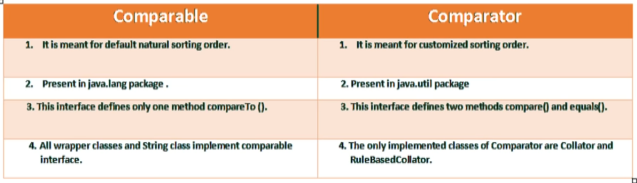 Comparable
Comparator
1. It is meant for default natural sorting order.
1. It is meant for customized sorting order.
2. Present in java.lang package .
2. Present in java.util package
3. This interface defines only one method compareTo ().
3. This interface defines two methods compare() and equals().
4. All wrapper classes and String class implement comparable
interface.
4. The only implemented classes of Comparator are Collator and
RuleBasedCollator.